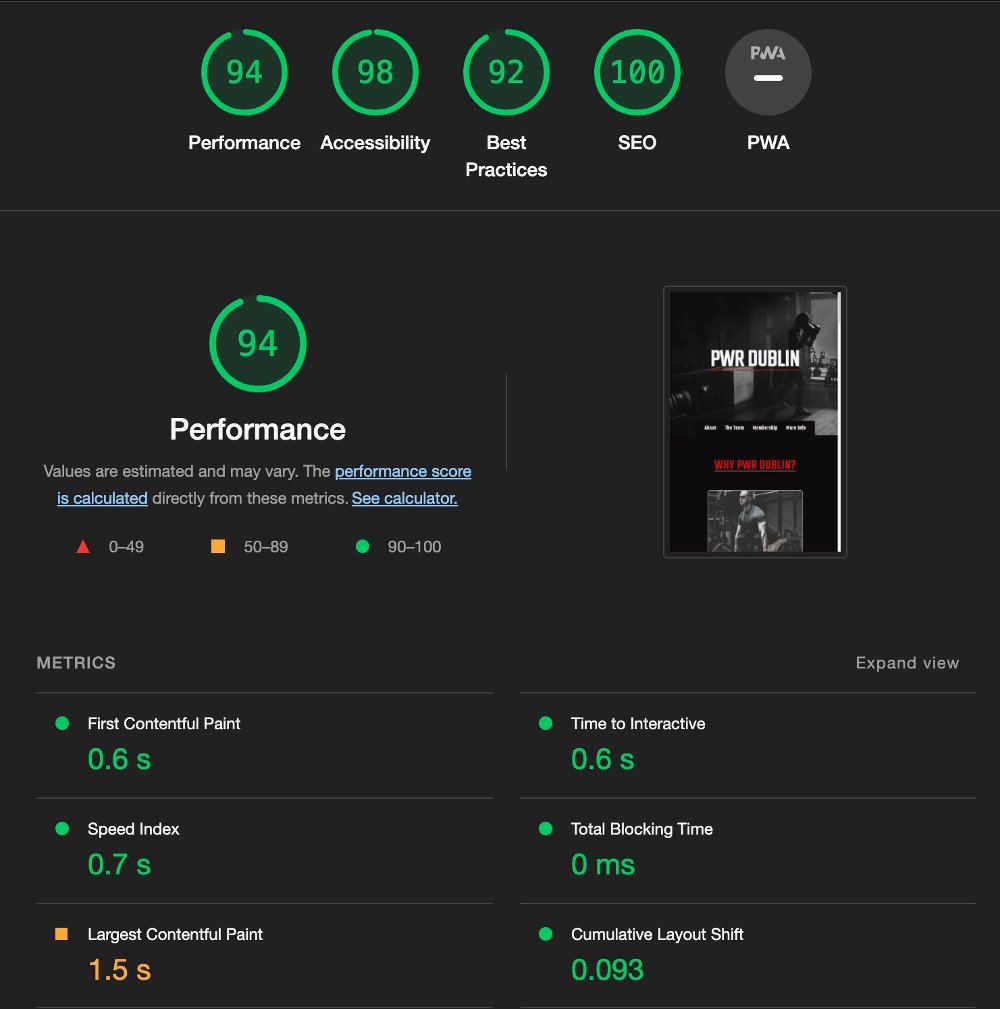 94 98 92 100 PWA
Performance Accessibility Best Practices SEO PWA
94
Performance
Values are estimated and may vary. The performance score
is calculated directly from these metrics. See calculator.
0–49 50–89 90–100
PWR DUBLIN
About The Team Membership More Info
WHY PWR DUBLIN?
METRICS Expand view
First Contentful Paint
0.6 s
Time to Interactive
0.6 s
Speed Index
0.7 s
Total Blocking Time
0 ms
Largest Contentful Paint
1.5 s
Cumulative Layout Shift
0.093